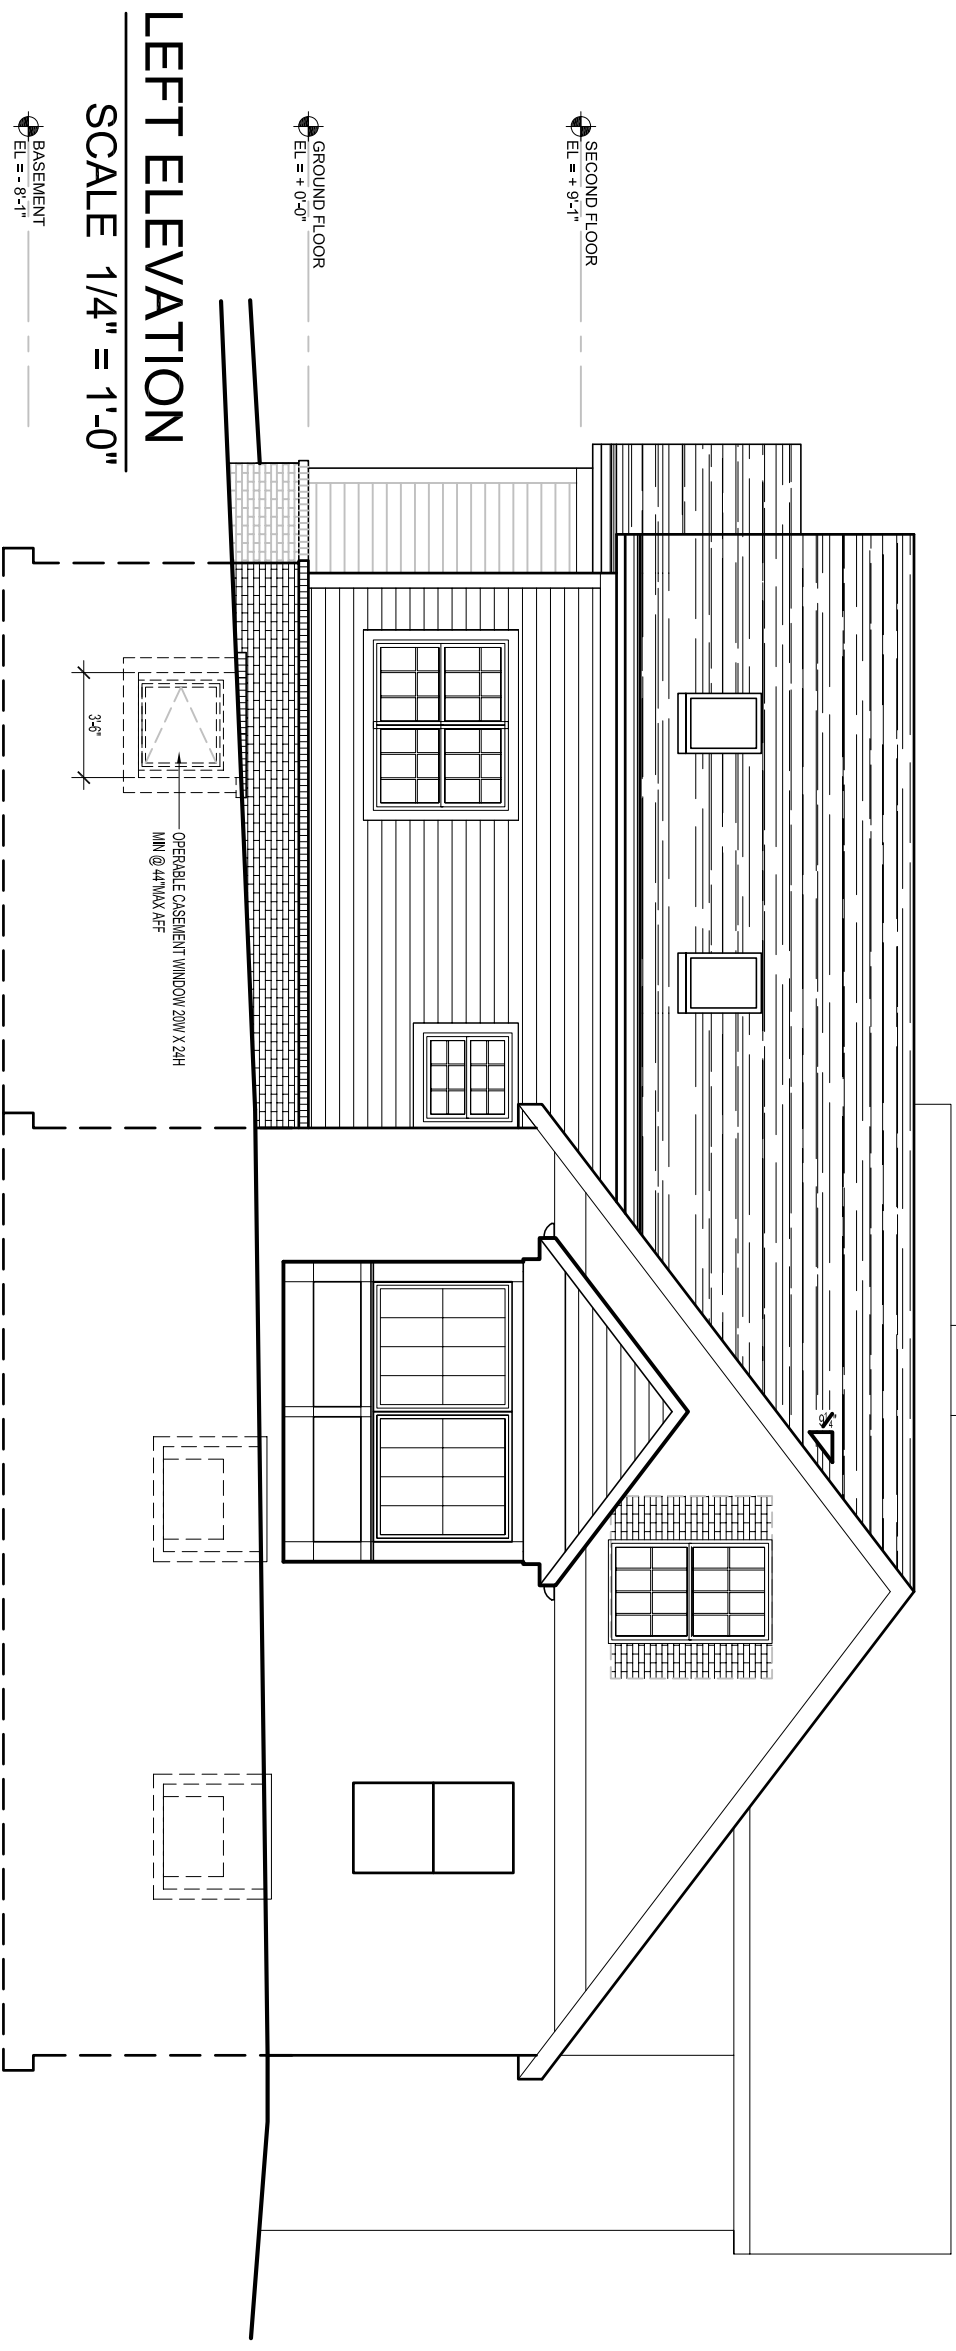 SECOND FLOOR
EL = + 9'-1"
GROUND FLOOR
EL = + 0'-0"
BASEMENT
EL = - 8'-1"
3'-6"
OPERABLE CASEMENT WINDOW 20W X 24H
MIN @ 44"MAX AFF
LEFT ELEVATION
SCALE 1/4" = 1'-0"